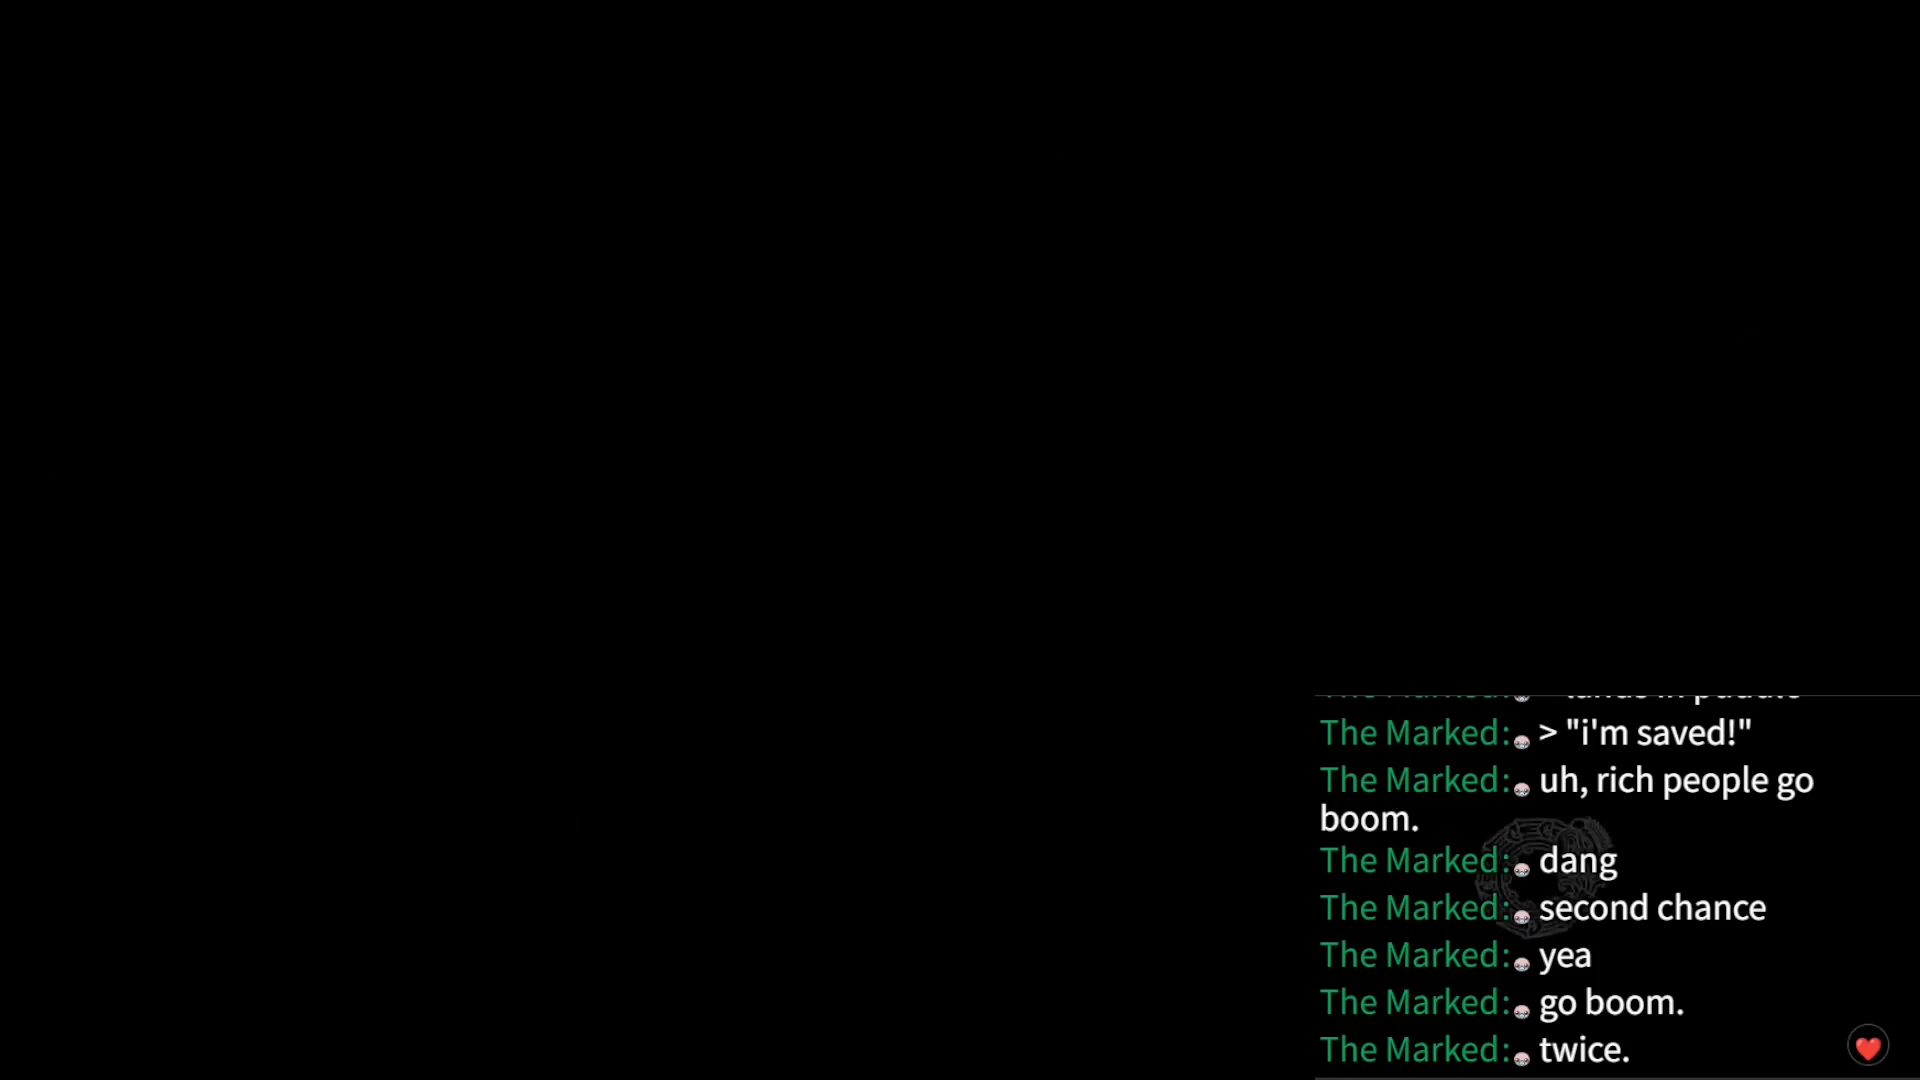 The Marked: > "i'm saved!"
The Marked: uh, rich people go
boom.
The Marked: dang
The Marked: second chance
The Marked: yea
The Marked: go boom.
The Marked: twice.